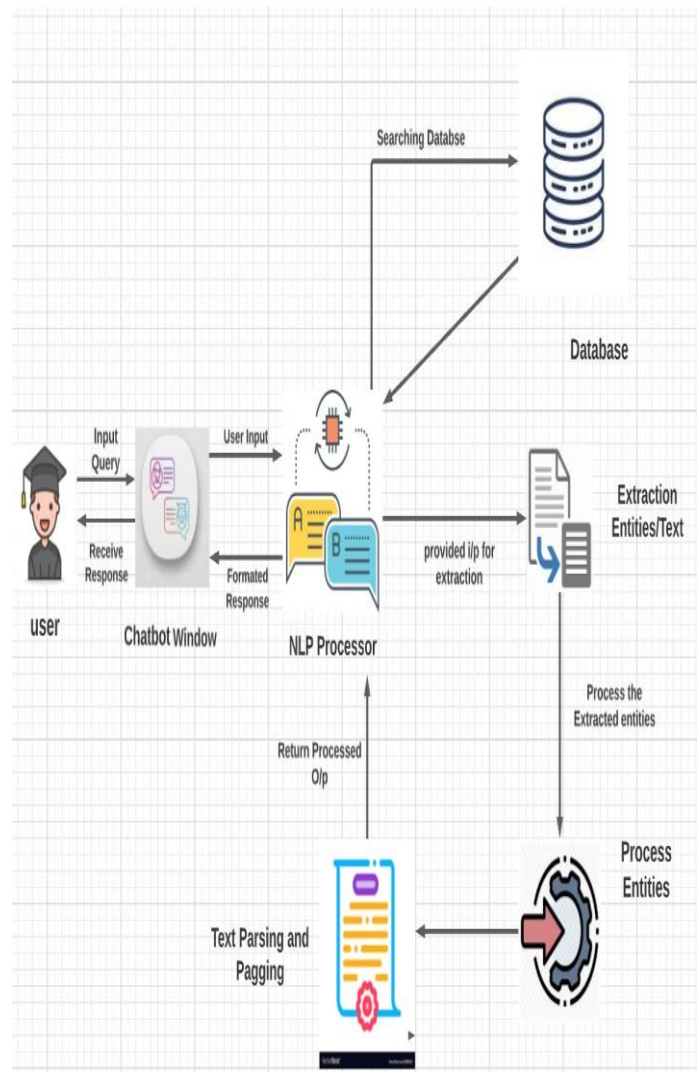 Searching Databse
Database
Input
Query
User Input
Receive
Response
Formated
Response
A
B
provided i/p for
extraction
Extraction
Entities/Text
user
Chatbot Window
NLP Processor
Process the
Extracted entities
Return Processed
O/p
Process
Entities
Text Parsing and
Pagging